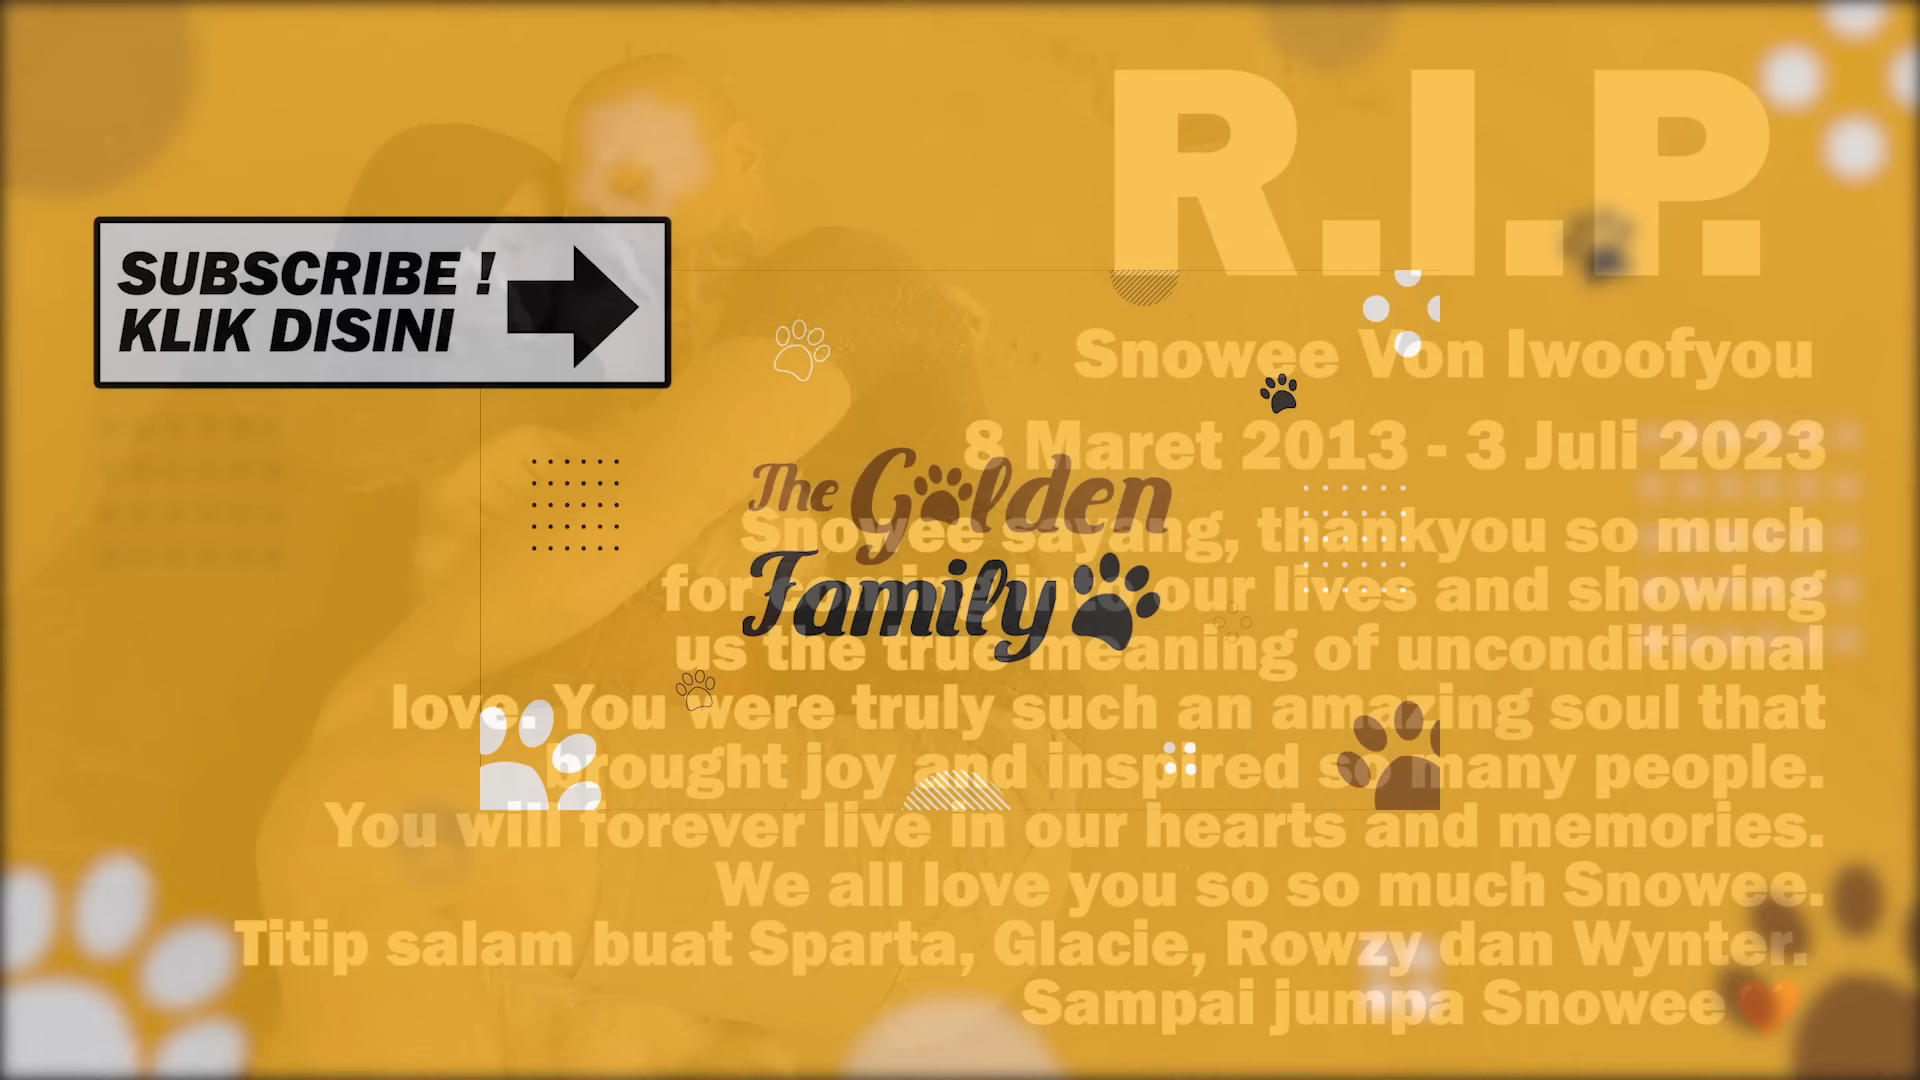 R.I.P.
SUBSCRIBE !
KLIK DISINI
Snowee Von Iwoofyou
8 Maret 2013 - 3 Juli 2023
The Golden
Family
Snowee sayang, thankyou so much
for coming into our lives and showing
us the true meaning of unconditional
love. You were truly such an amazing soul that
brought joy and inspired so many people.
You will forever live in our hearts and memories.
We all love you so so much Snowee.
Titip salam buat Sparta, Glacie, Rowzy dan Wynter.
Sampai jumpa Snowee